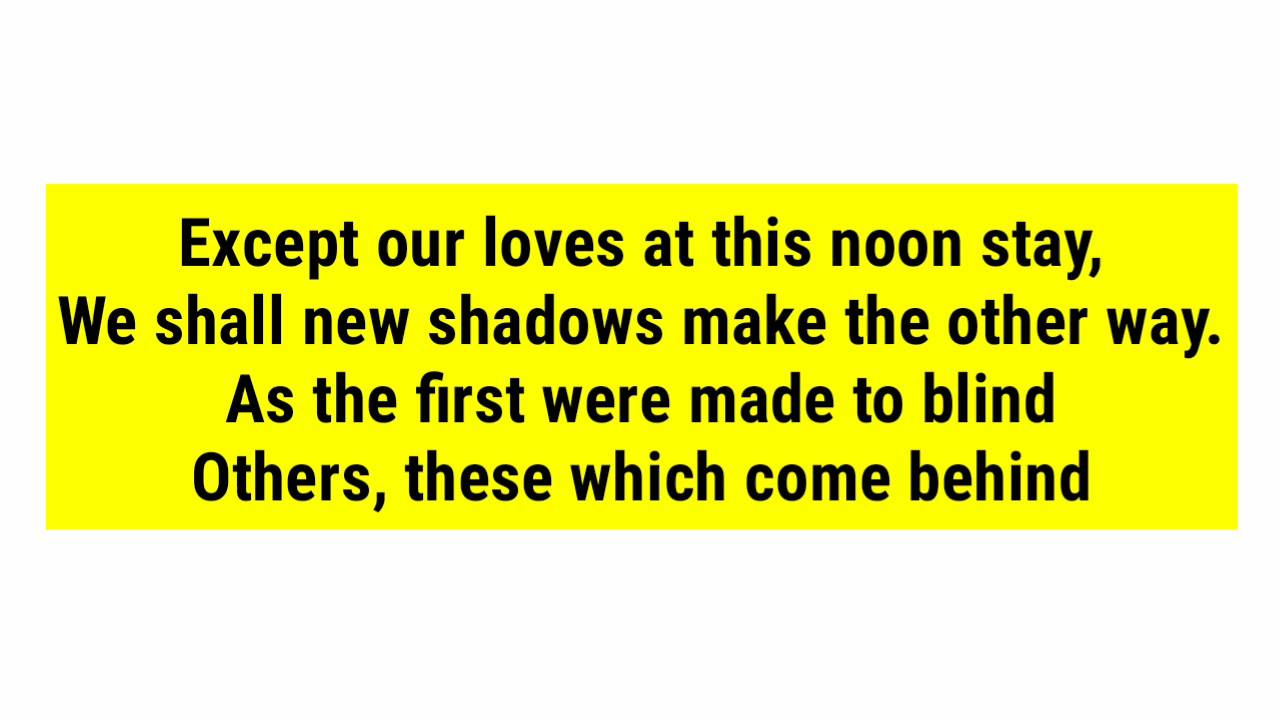 Except our loves at this noon stay,
We shall new shadows make the other way.
As the first were made to blind
Others, these which come behind